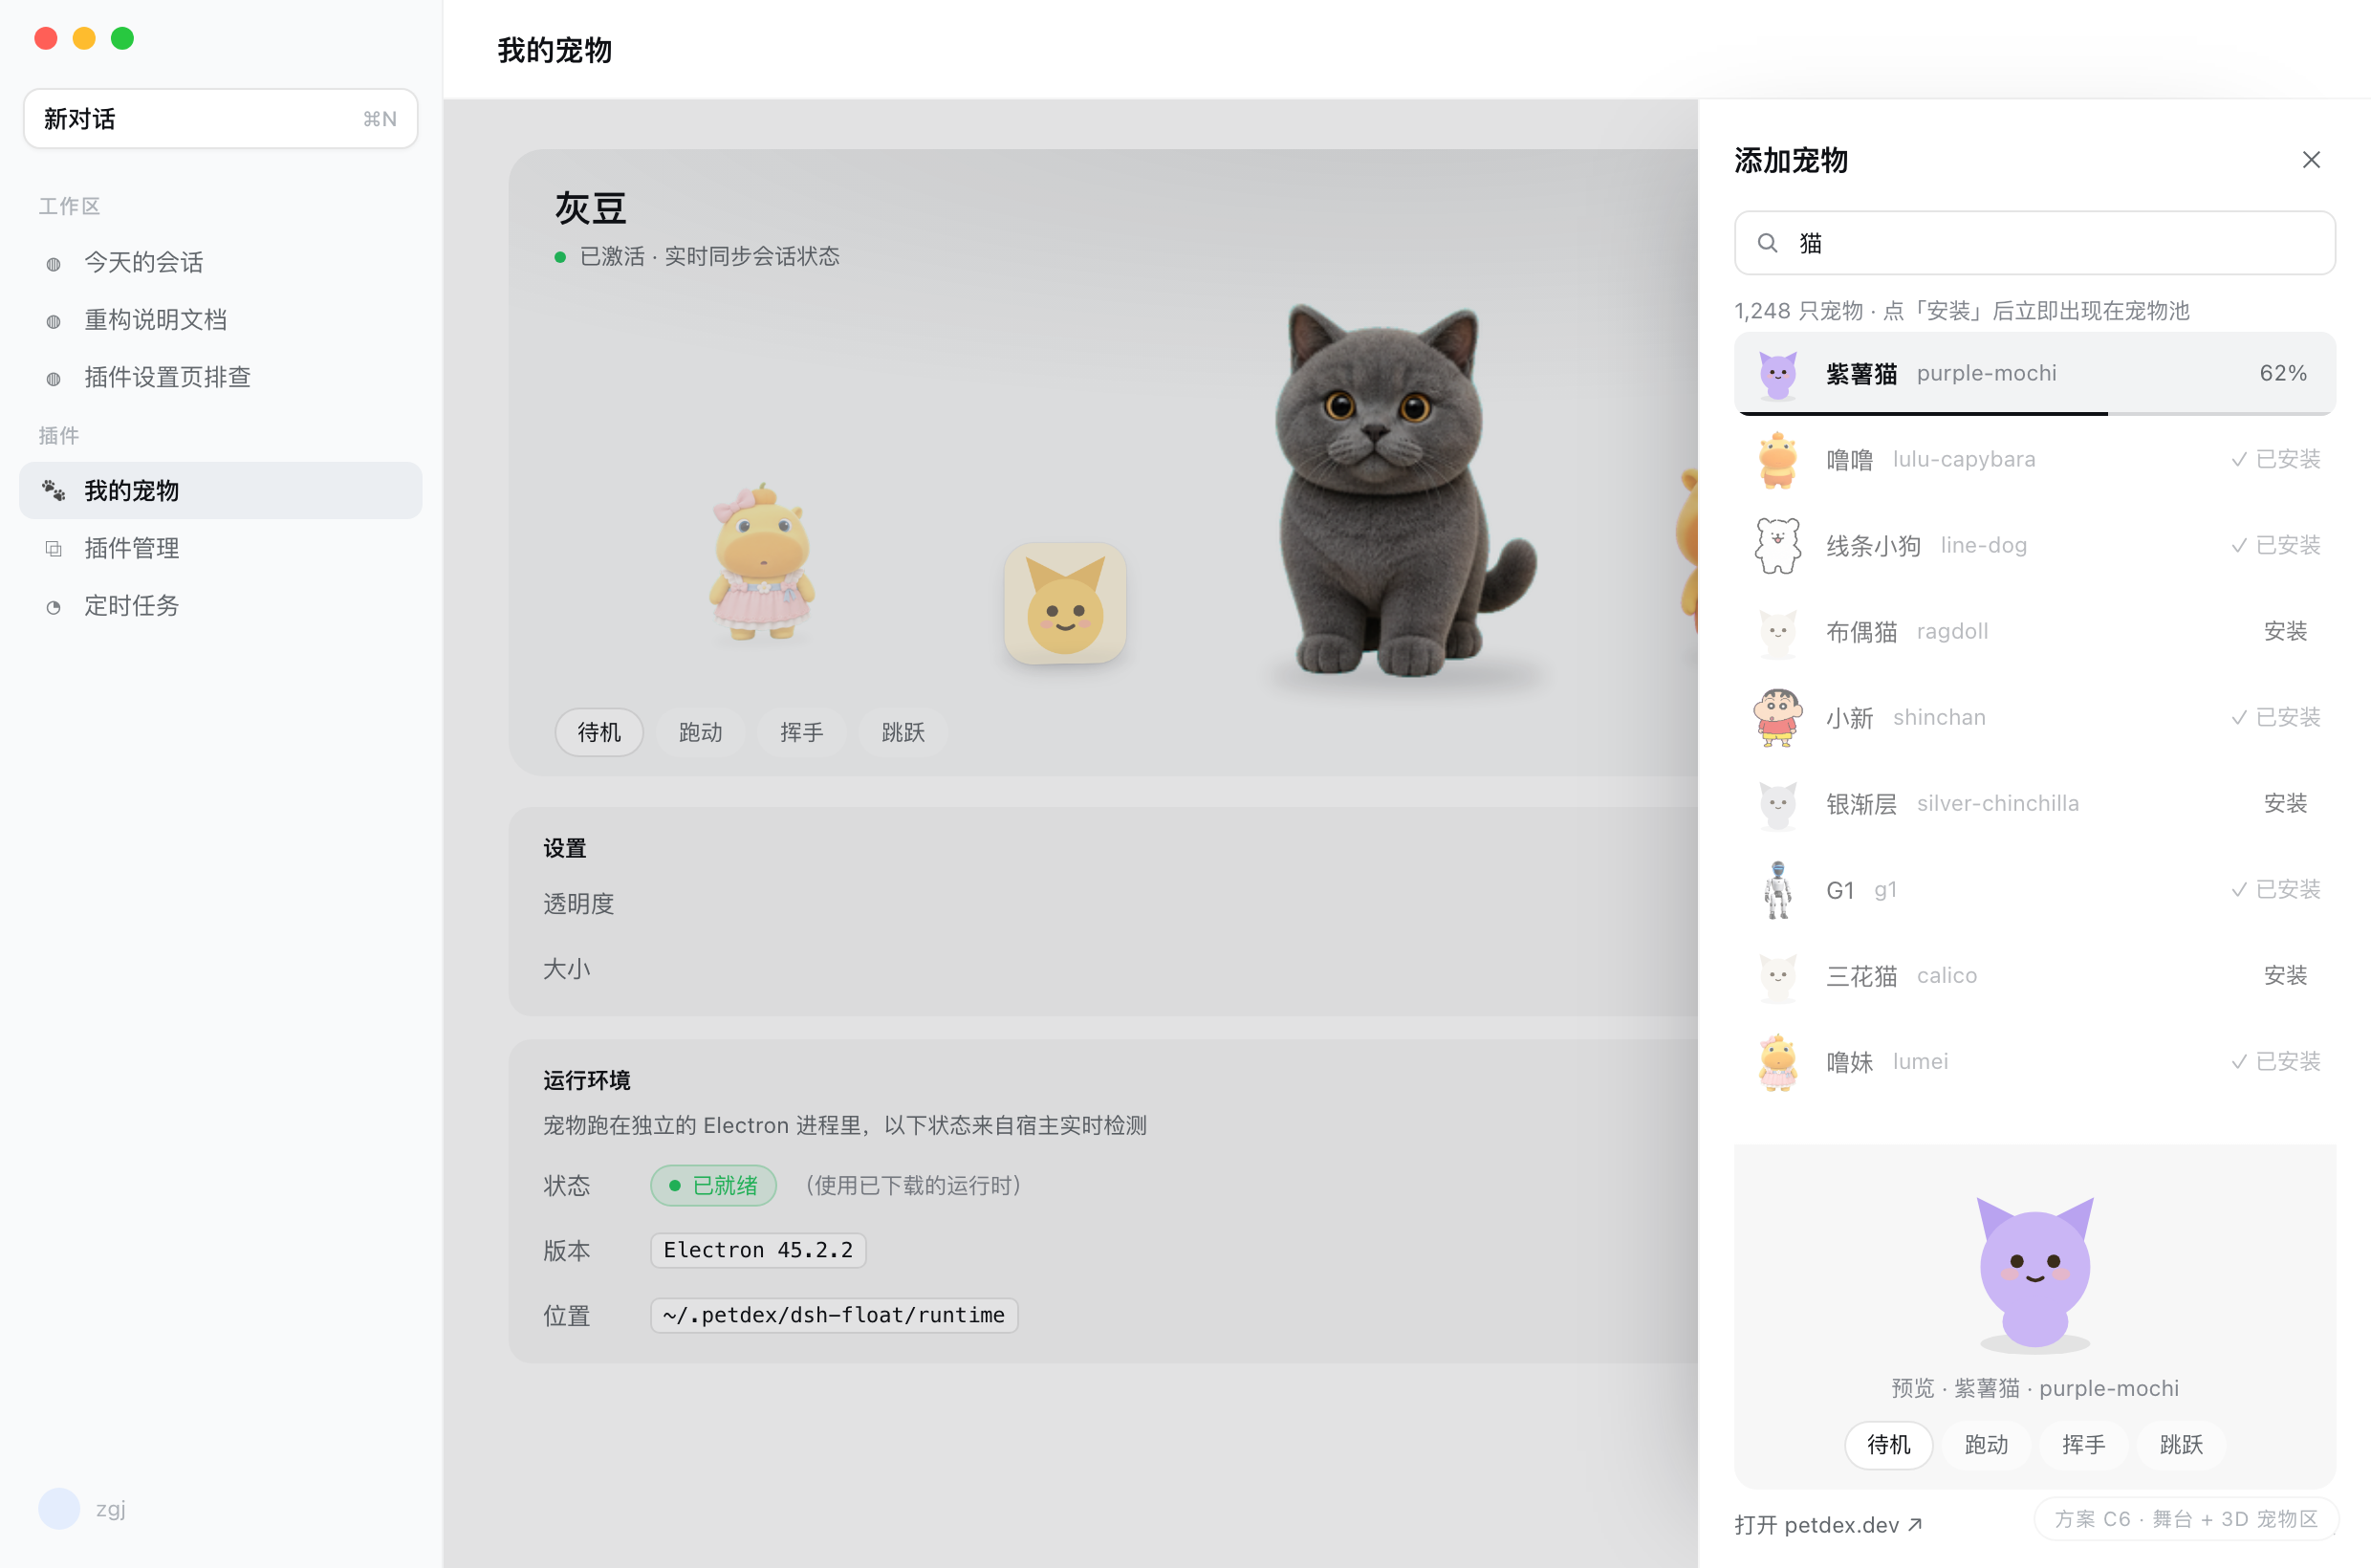 新对话 ⌘N
工作区
今天的会话
重构说明文档
插件设置页排查
插件
我的宠物
插件管理
定时任务
zgj
我的宠物
灰豆
已激活 · 实时同步会话状态
待机 跑动 挥手 跳跃
设置
透明度
大小
运行环境
宠物跑在独立的 Electron 进程里，以下状态来自宿主实时检测
状态 已就绪 （使用已下载的运行时）
版本 Electron 45.2.2
位置 ~/.petdex/dsh-float/runtime
添加宠物
猫
1,248 只宠物 · 点「安装」后立即出现在宠物池
紫薯猫 purple-mochi 62%
噜噜 lulu-capybara ✓ 已安装
线条小狗 line-dog ✓ 已安装
布偶猫 ragdoll 安装
小新 shinchan ✓ 已安装
银渐层 silver-chinchilla 安装
G1 g1 ✓ 已安装
三花猫 calico 安装
噜妹 lumei ✓ 已安装
预览 · 紫薯猫 · purple-mochi
待机 跑动 挥手 跳跃
打开 petdex.dev ↗
方案 C6 · 舞台 + 3D 宠物区